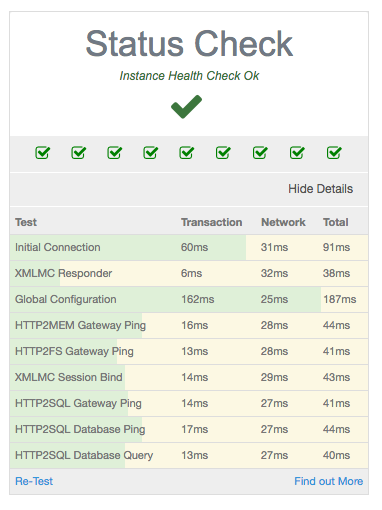 Status Check
Instance Health Check Ok
Hide Details
Test Transaction Network Total
Initial Connection 60ms 31ms 91ms
XMLMC Responder 6ms 32ms 38ms
Global Configuration 162ms 25ms 187ms
HTTP2MEM Gateway Ping 16ms 28ms 44ms
HTTP2FS Gateway Ping 13ms 28ms 41ms
XMLMC Session Bind 14ms 29ms 43ms
HTTP2SQL Gateway Ping 14ms 27ms 41ms
HTTP2SQL Database Ping 17ms 27ms 44ms
HTTP2SQL Database Query 13ms 27ms 40ms
Re-Test Find out More